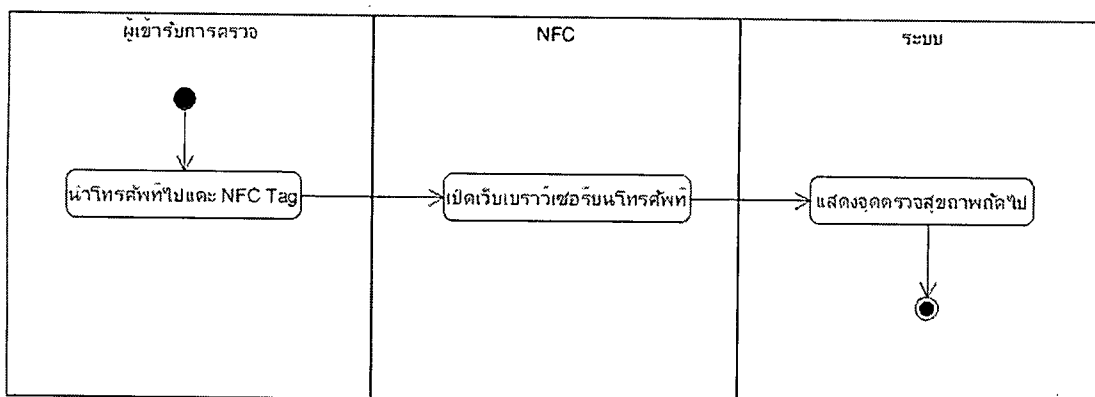 ผู้เข้ารับการตรวจ
NFC
ระบบ
นำโทรศัพท์ไปแตะ NFC Tag
เปิดเว็บเบราว์เซอร์บนโทรศัพท์
แสดงจุดตรวจสุขภาพถัดไป